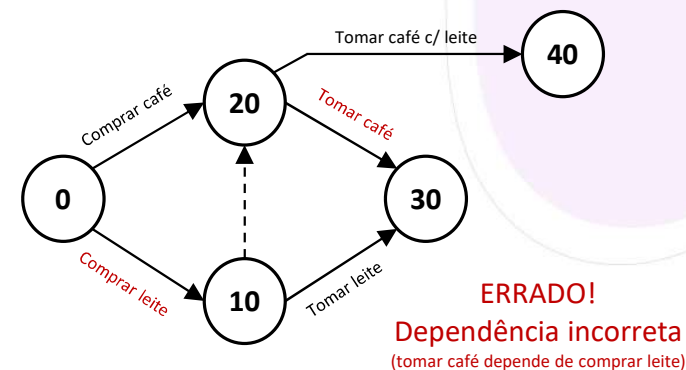 Tomar café c/ leite
40
20
Comprar café
Tomar café
0
30
Comprar leite
10
Tomar leite
ERRADO!
Dependência incorreta
(tomar café depende de comprar leite)